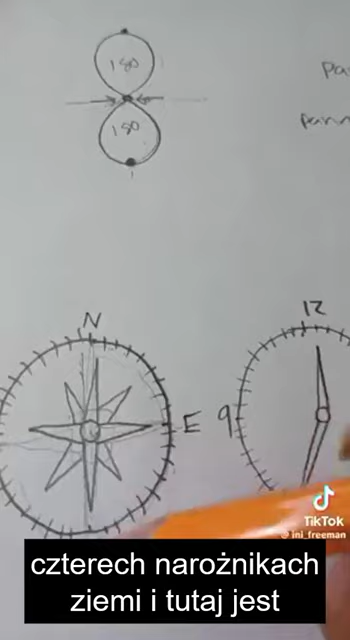 180
180
N
12
E
9
TikTok
@ini_freeman
czterech narożnikach
ziemi i tutaj jest